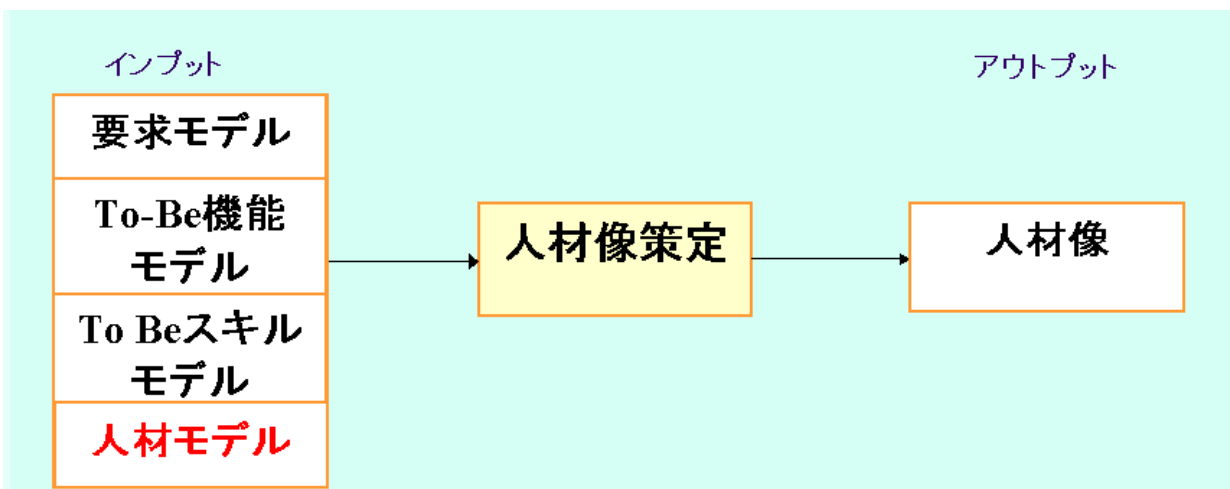 インプット
アウトプット
要求モデル
To-Be機能
モデル
To Beスキル
モデル
人材モデル
人材像策定
人材像